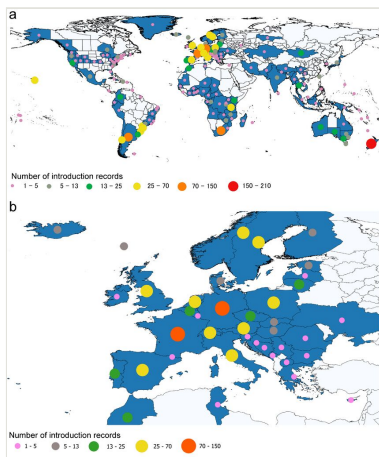 a
Number of introduction records
1 - 5 5 - 13 13 - 25 25 - 70 70 - 150 150 - 210
b
Number of introduction records
1 - 5 5 - 13 13 - 25 25 - 70 70 - 150